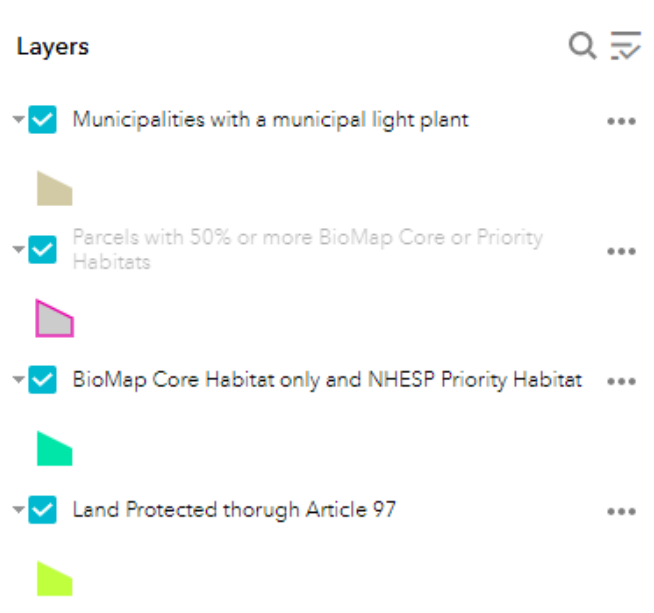 Layers
Municipalities with a municipal light plant
Parcels with 50% or more BioMap Core or Priority
Habitats
BioMap Core Habitat only and NHESP Priority Habitat
Land Protected thorugh Article 97